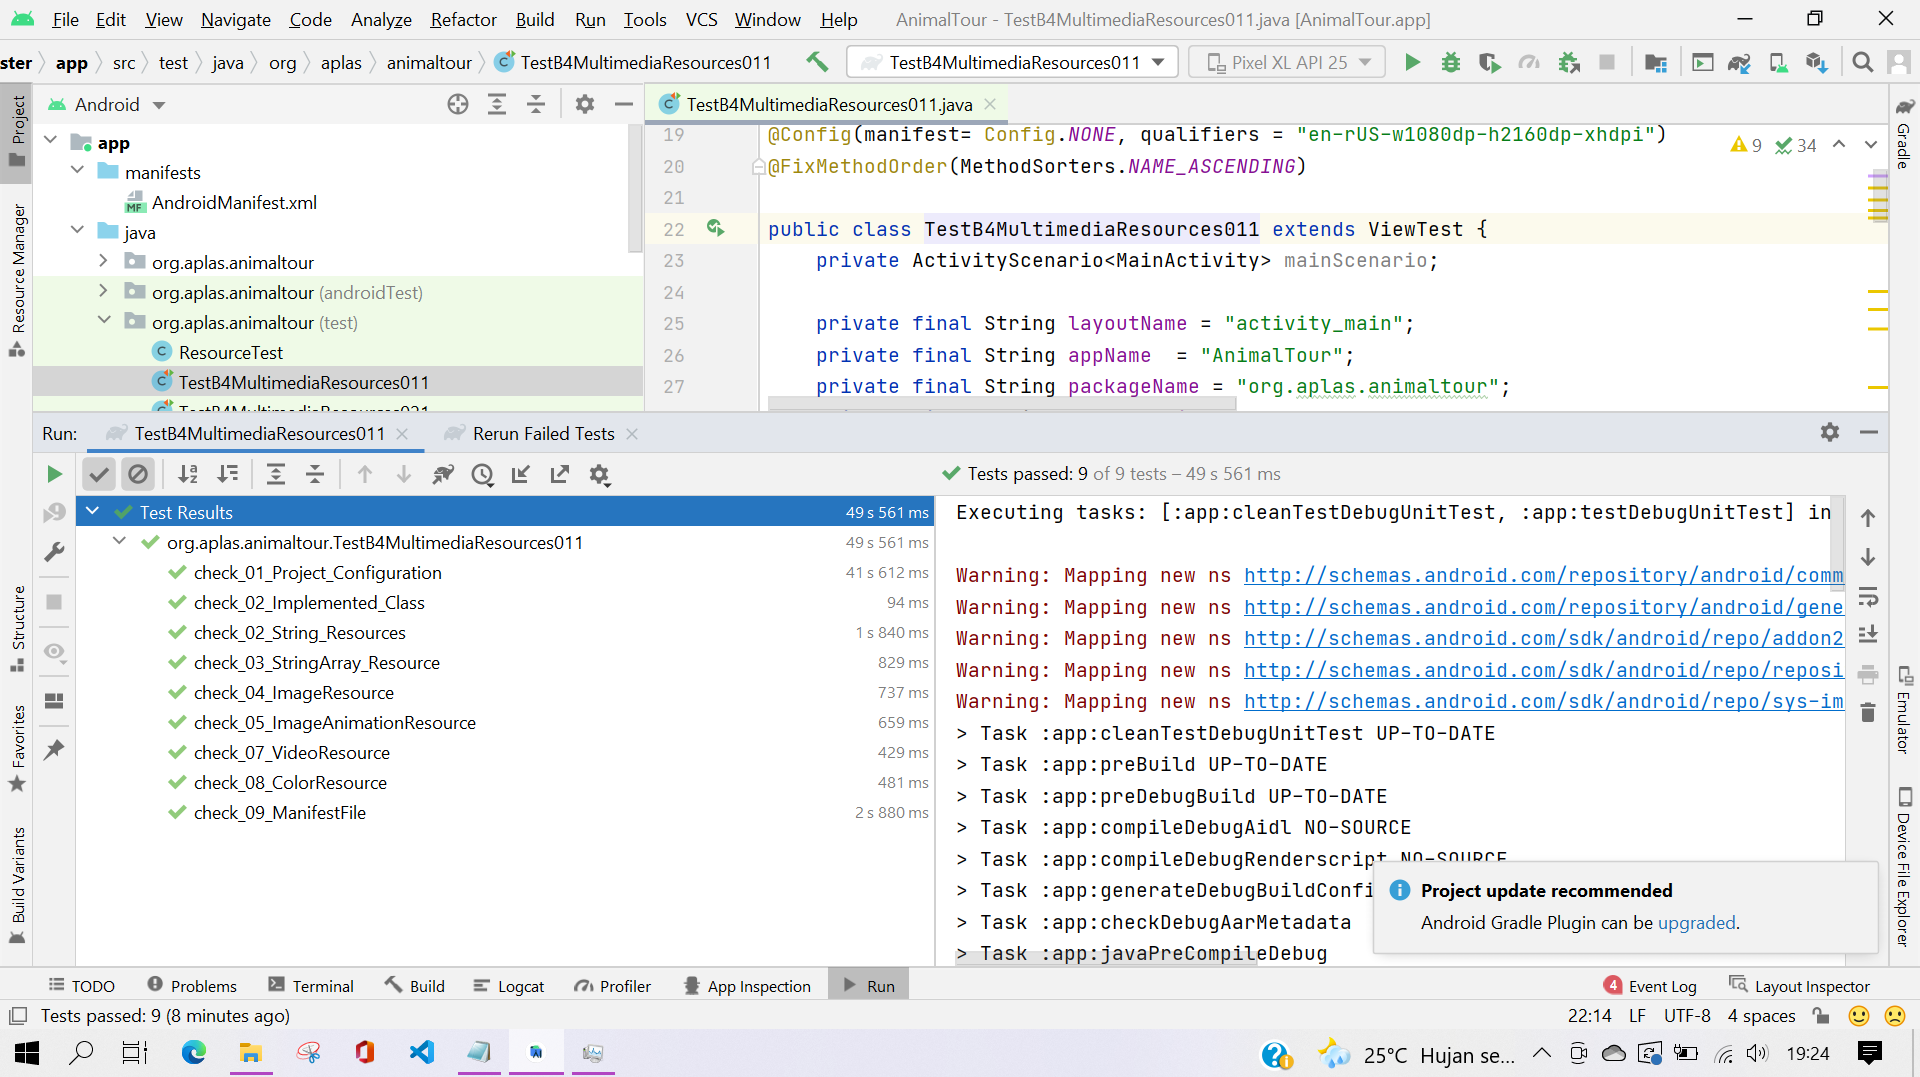 File Edit View Navigate Code Analyze Refactor Build Run Tools VCS Window Help AnimalTour - TestB4MultimediaResources011.java [AnimalTour.app]
ster app src test java org aplas animaltour TestB4MultimediaResources011 TestB4MultimediaResources011 Pixel XL API 25
Project
Resource Manager
Structure
Favorites
Build Variants
Android
app
manifests
AndroidManifest.xml
java
org.aplas.animaltour
org.aplas.animaltour (androidTest)
org.aplas.animaltour (test)
ResourceTest
TestB4MultimediaResources011
TestB4MultimediaResources021
TestB4MultimediaResources011.java
9 34
19 @Config(manifest= Config.NONE, qualifiers = "en-rUS-w1080dp-h2160dp-xhdpi")
20 @FixMethodOrder(MethodSorters.NAME_ASCENDING)
21
22 public class TestB4MultimediaResources011 extends ViewTest {
23 private ActivityScenario<MainActivity> mainScenario;
24
25 private final String layoutName = "activity_main";
26 private final String appName = "AnimalTour";
27 private final String packageName = "org.aplas.animaltour";
Gradle
Emulator
Device File Explorer
Run: TestB4MultimediaResources011 Rerun Failed Tests
Tests passed: 9 of 9 tests – 49 s 561 ms
Test Results 49 s 561 ms
org.aplas.animaltour.TestB4MultimediaResources011 49 s 561 ms
check_01_Project_Configuration 41 s 612 ms
check_02_Implemented_Class 94 ms
check_02_String_Resources 1 s 840 ms
check_03_StringArray_Resource 829 ms
check_04_ImageResource 737 ms
check_05_ImageAnimationResource 659 ms
check_07_VideoResource 429 ms
check_08_ColorResource 481 ms
check_09_ManifestFile 2 s 880 ms
Executing tasks: [:app:cleanTestDebugUnitTest, :app:testDebugUnitTest] in
Warning: Mapping new ns http://schemas.android.com/repository/android/comm
Warning: Mapping new ns http://schemas.android.com/repository/android/gene
Warning: Mapping new ns http://schemas.android.com/sdk/android/repo/addon2
Warning: Mapping new ns http://schemas.android.com/sdk/android/repo/reposi
Warning: Mapping new ns http://schemas.android.com/sdk/android/repo/sys-im
> Task :app:cleanTestDebugUnitTest UP-TO-DATE
> Task :app:preBuild UP-TO-DATE
> Task :app:preDebugBuild UP-TO-DATE
> Task :app:compileDebugAidl NO-SOURCE
> Task :app:compileDebugRenderscript NO-SOURCE
> Task :app:generateDebugBuildConfi
> Task :app:checkDebugAarMetadata
> Task :app:javaPreCompileDebug
Project update recommended
Android Gradle Plugin can be upgraded.
TODO Problems Terminal Build Logcat Profiler App Inspection Run 4 Event Log Layout Inspector
Tests passed: 9 (8 minutes ago) 22:14 LF UTF-8 4 spaces
25°C Hujan se... 19:24